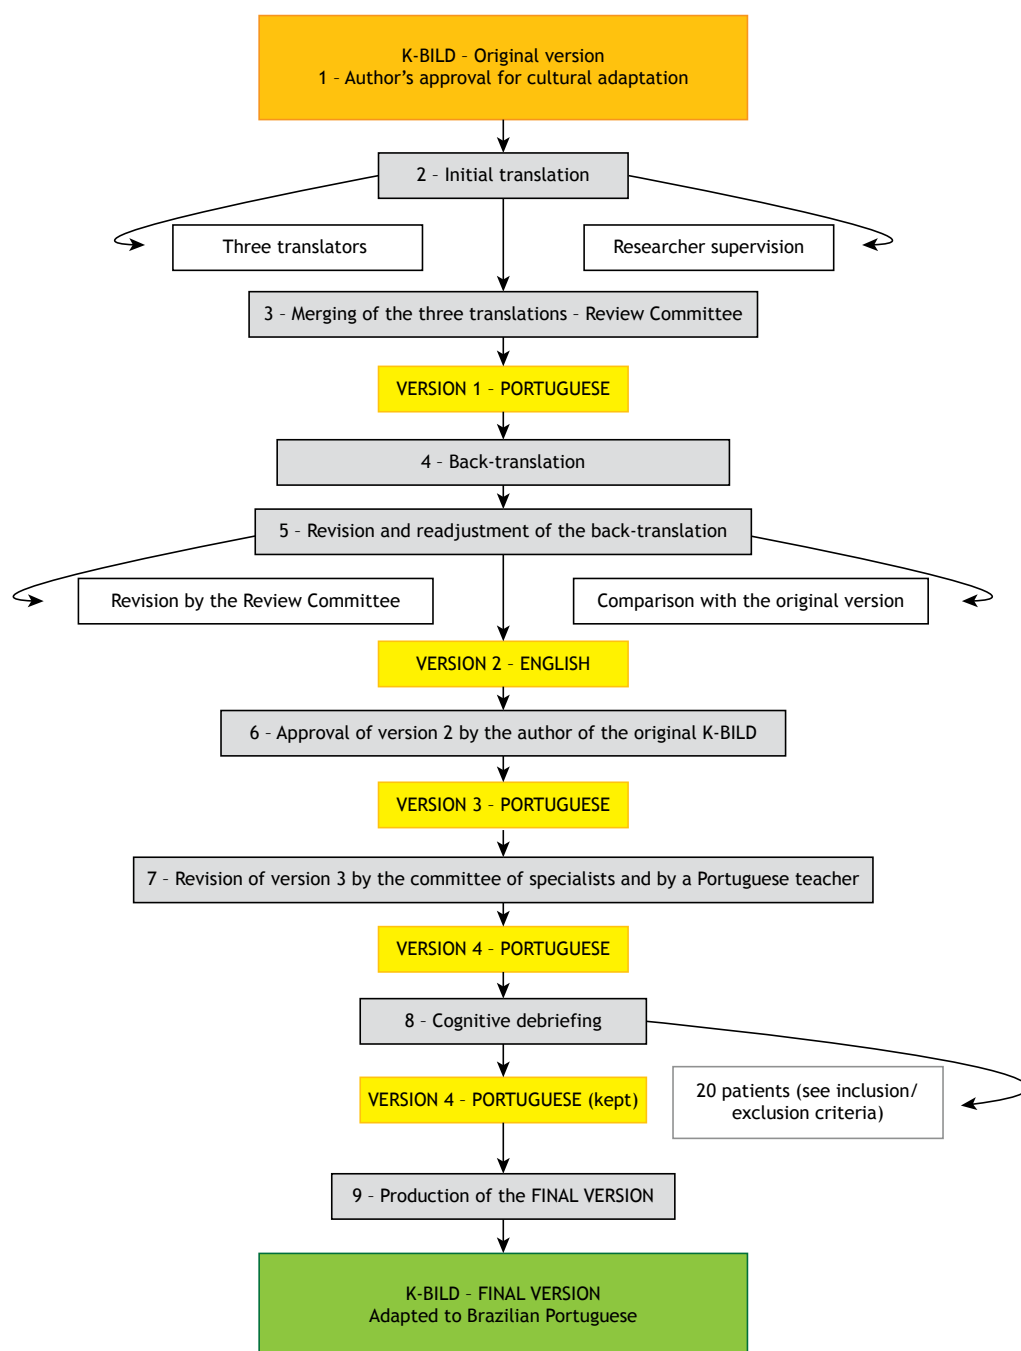 K-BILD – Original version
1 – Author’s approval for cultural adaptation
2 – Initial translation
Three translators
Researcher supervision
3 – Merging of the three translations – Review Committee
VERSION 1 – PORTUGUESE
4 – Back-translation
5 – Revision and readjustment of the back-translation
Revision by the Review Committee
Comparison with the original version
VERSION 2 – ENGLISH
6 – Approval of version 2 by the author of the original K-BILD
VERSION 3 – PORTUGUESE
7 – Revision of version 3 by the committee of specialists and by a Portuguese teacher
VERSION 4 – PORTUGUESE
8 – Cognitive debriefing
VERSION 4 – PORTUGUESE (kept)
20 patients (see inclusion/
exclusion criteria)
9 – Production of the FINAL VERSION
K-BILD – FINAL VERSION
Adapted to Brazilian Portuguese